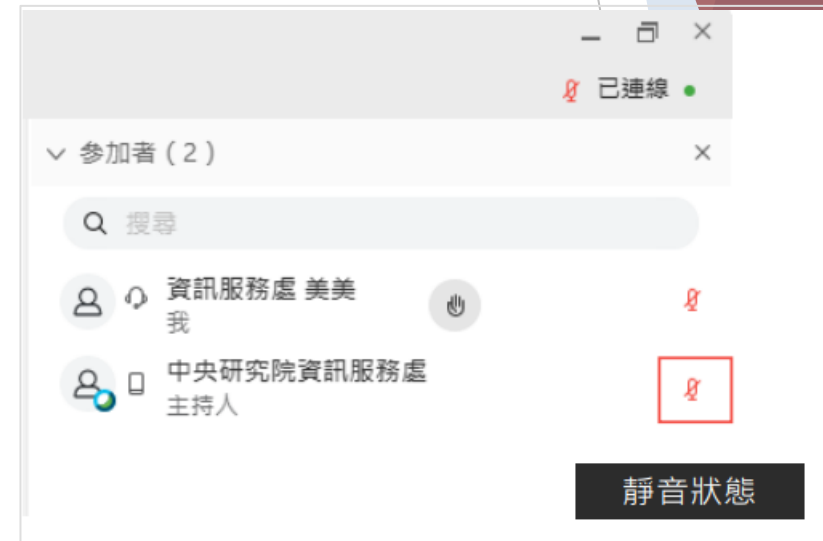 已連線
參加者 ( 2 )
搜尋
資訊服務處 美美
我
中央研究院資訊服務處
主持人
靜音狀態